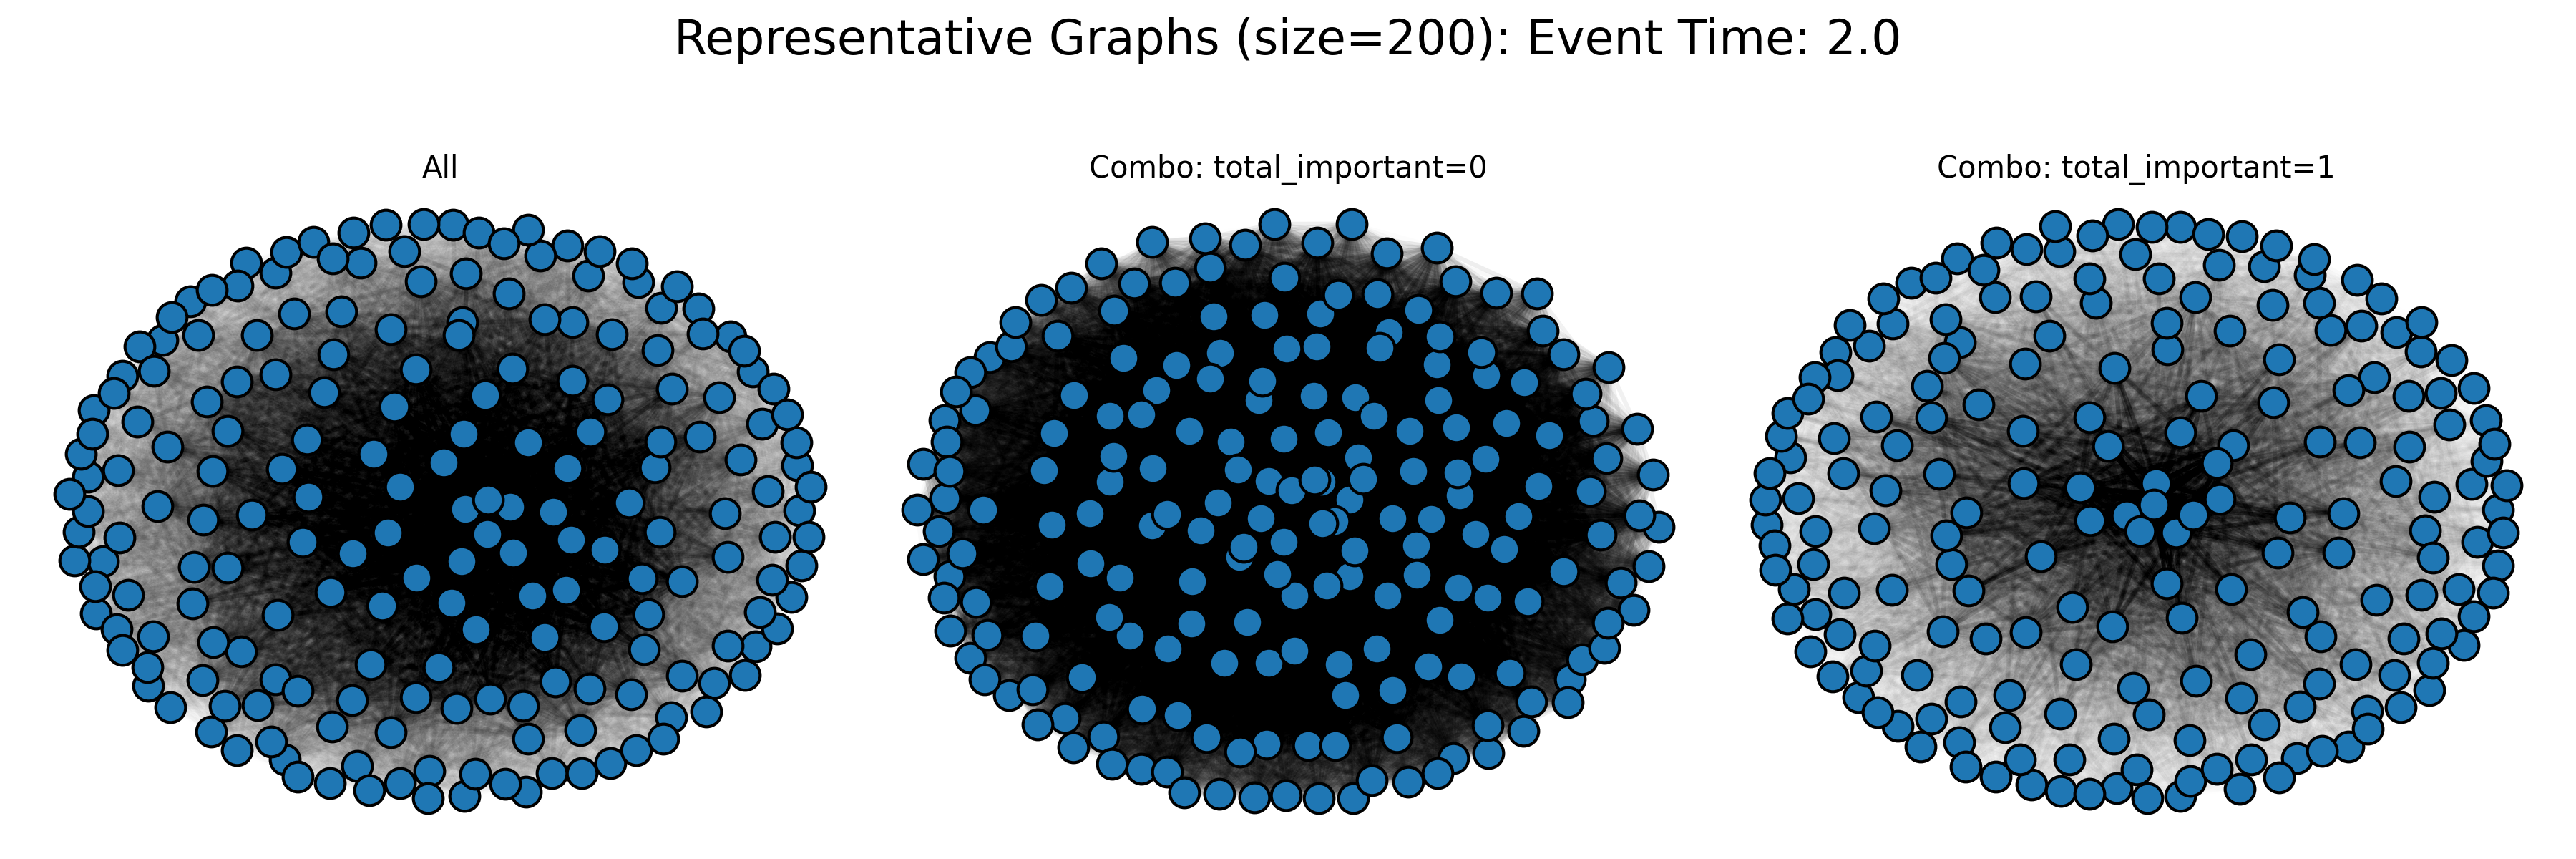 Representative Graphs (size=200): Event Time: 2.0
All
Combo: total_important=0
Combo: total_important=1